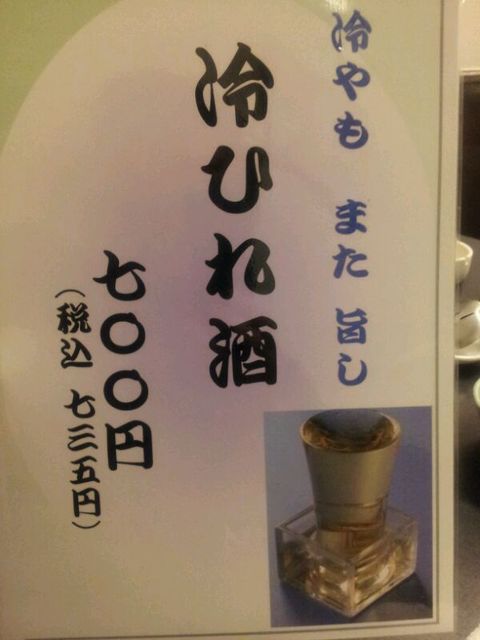 冷やも また 旨し
冷ひれ酒
七〇〇円
（税込 七三五円）